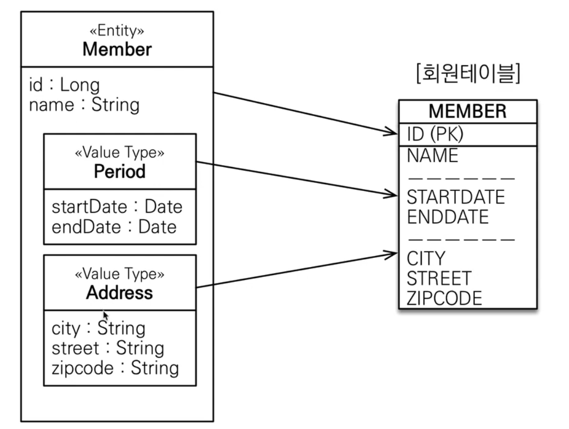 «Entity»
Member
id : Long
name : String
«Value Type»
Period
startDate : Date
endDate : Date
«Value Type»
Address
city : String
street : String
zipcode : String
[회원테이블]
MEMBER
ID (PK)
NAME
STARTDATE
ENDDATE
CITY
STREET
ZIPCODE